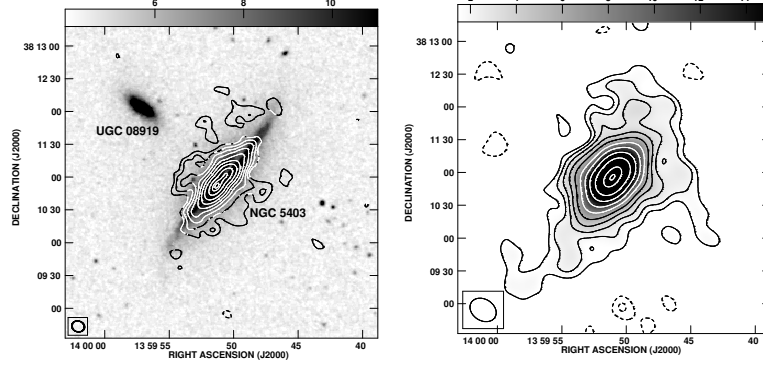 6 8 10
38 13 00
12 30
00
11 30
00
10 30
00
09 30
00
DECLINATION (J2000)
UGC 08919
NGC 5403
14 00 00 13 59 55 50 45 40
RIGHT ASCENSION (J2000)
38 13 00
12 30
00
11 30
00
10 30
00
09 30
00
DECLINATION (J2000)
14 00 00 13 59 55 50 45 40
RIGHT ASCENSION (J2000)